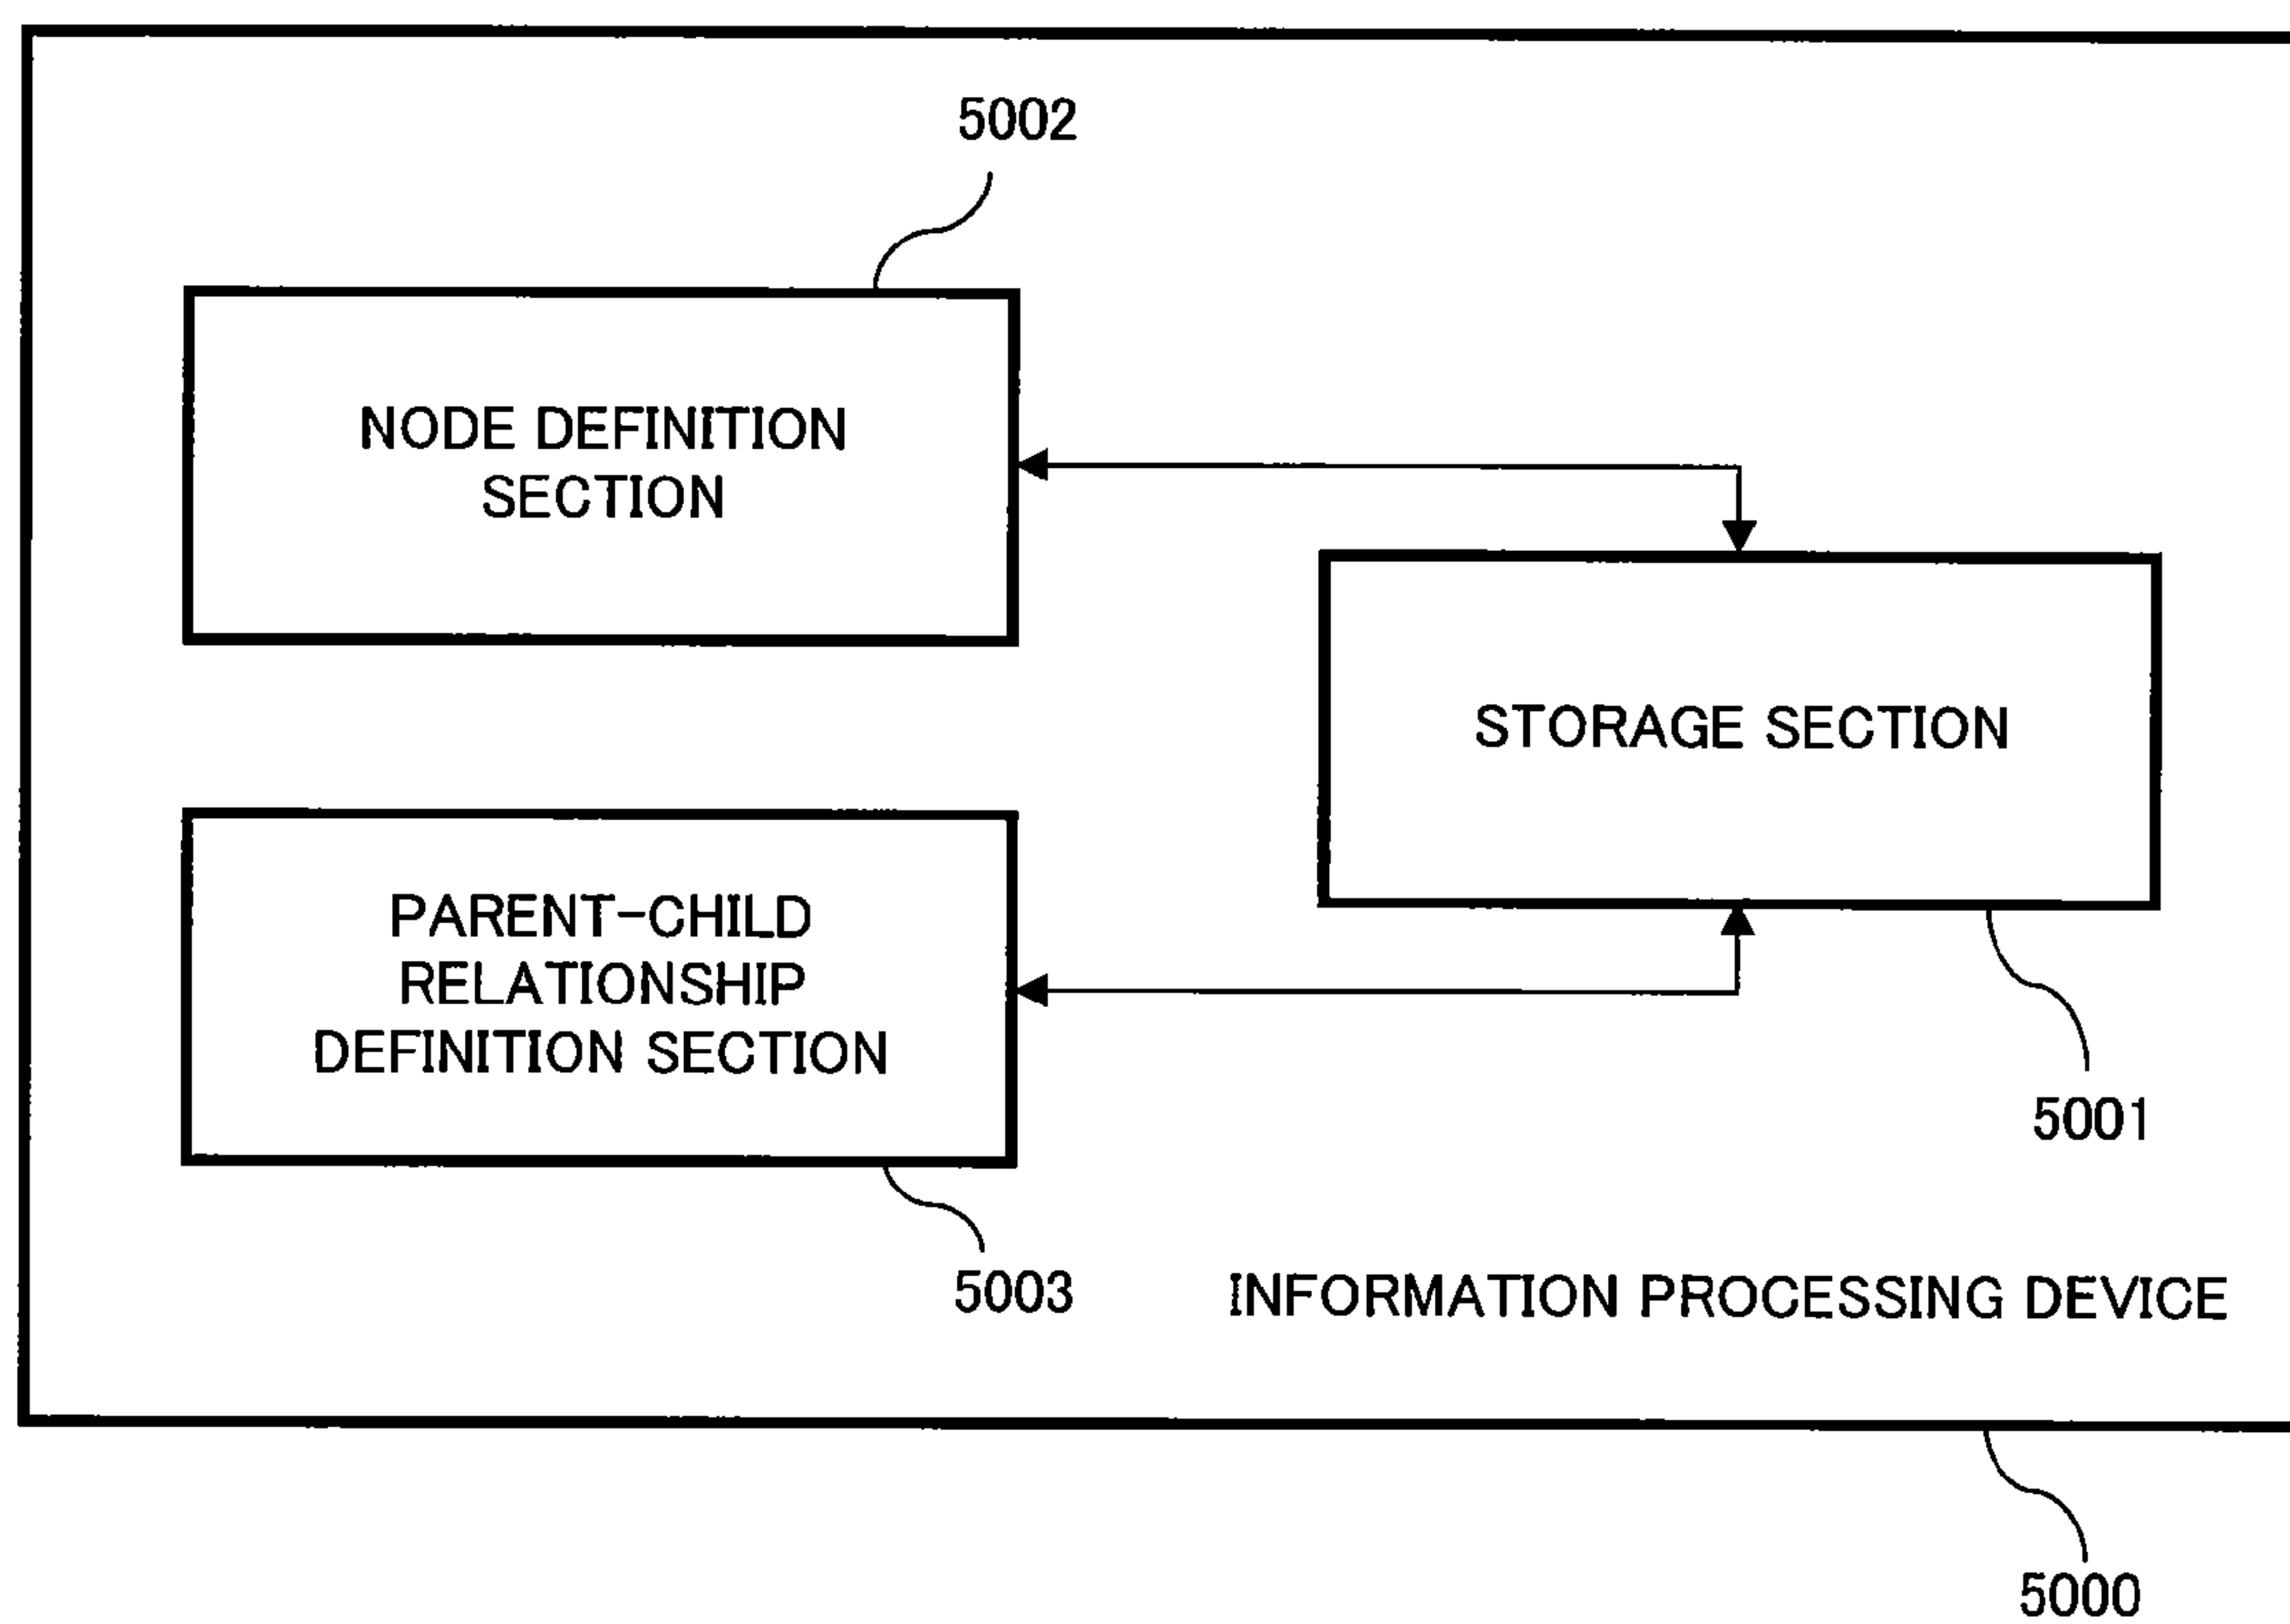 5002
NODE DEFINITION
SECTION
STORAGE SECTION
PARENT-CHILD
RELATIONSHIP
DEFINITION SECTION
5001
5003
INFORMATION PROCESSING DEVICE
5000